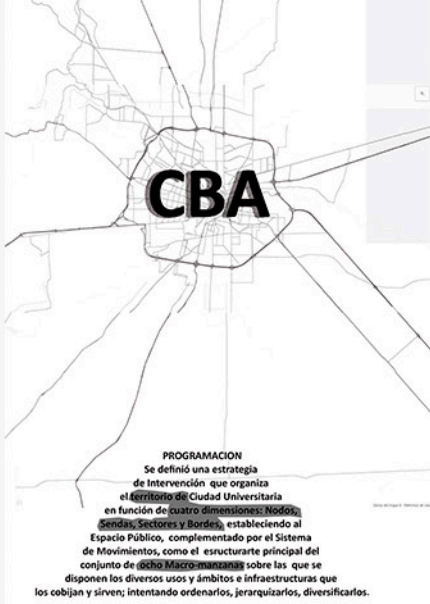 CBA
PROGRAMACION
Se definió una estrategia
de Intervención que organiza
el territorio de Ciudad Universitaria
en función de cuatro dimensiones: Nodos,
Sendas, Sectores y Bordes, estableciendo al
Espacio Público, complementado por el Sistema
de Movimientos, como el esructurarte principal del
conjunto de ocho Macro-manzanas sobre las que se
disponen los diversos usos y ámbitos e infraestructuras que
los cobijan y sirven; intentando ordenarlos, jerarquizarlos, diversificarlos.